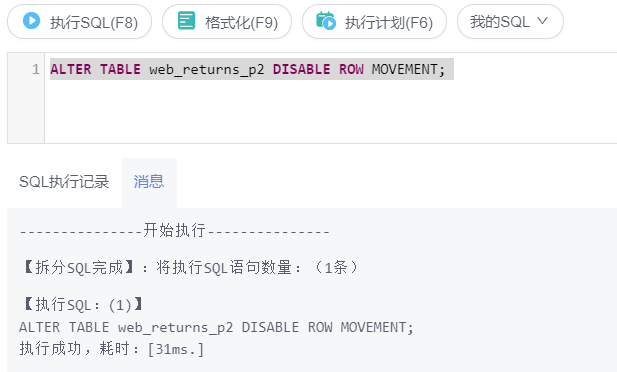 执行SQL(F8) 格式化(F9) 执行计划(F6) 我的SQL
1 ALTER TABLE web_returns_p2 DISABLE ROW MOVEMENT;
SQL执行记录 消息
---------------开始执行---------------
【拆分SQL完成】：将执行SQL语句数量：（1条）
【执行SQL：(1)】
ALTER TABLE web_returns_p2 DISABLE ROW MOVEMENT;
执行成功，耗时：[31ms.]